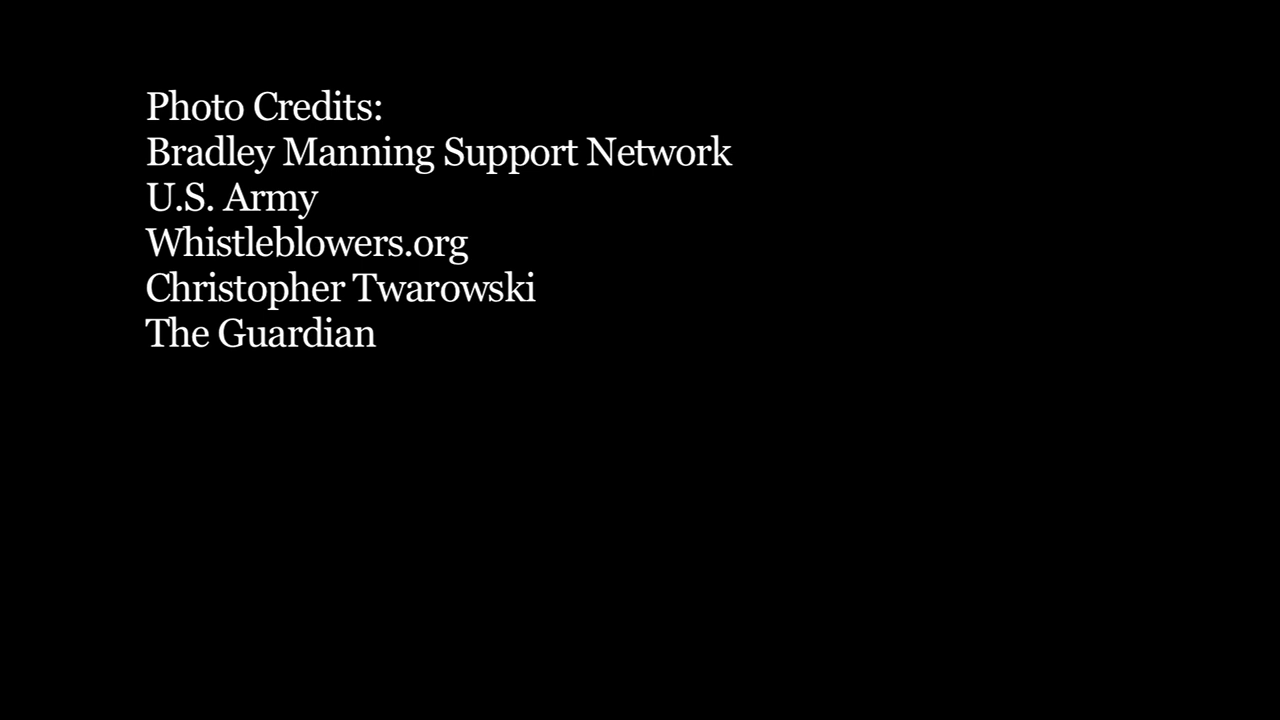 Photo Credits:
Bradley Manning Support Network
U.S. Army
Whistleblowers.org
Christopher Twarowski
The Guardian